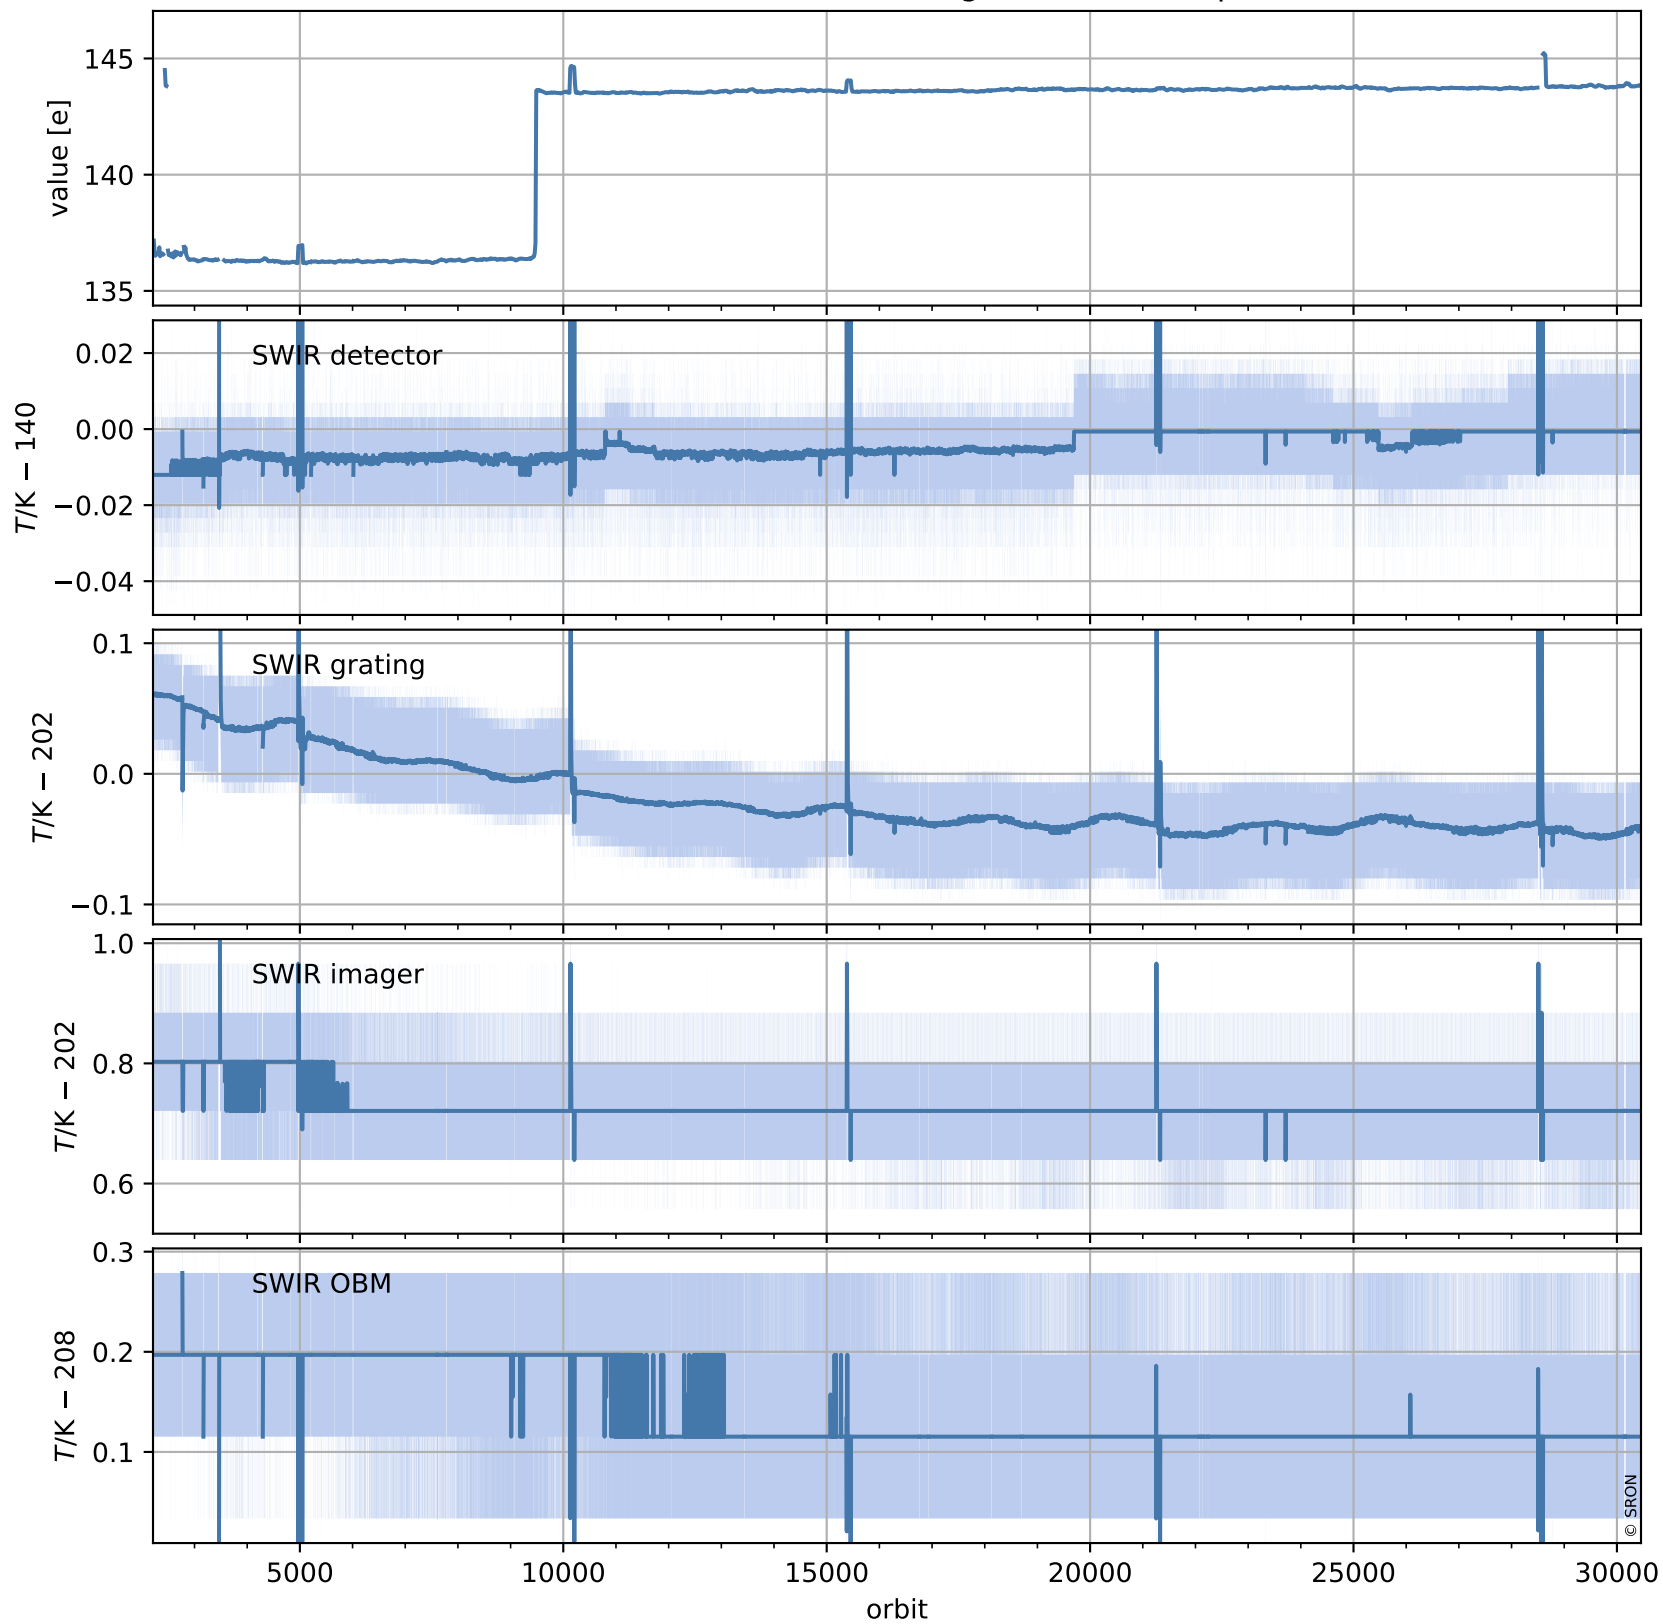 145
140
135
value [e]
SWIR detector
0.02
0.00
−0.02
−0.04
T/K − 140
SWIR grating
0.1
0.0
−0.1
T/K − 202
SWIR imager
1.0
0.8
0.6
T/K − 202
SWIR OBM
0.3
0.2
0.1
T/K − 208
© SRON
5000 10000 15000 20000 25000 30000
orbit